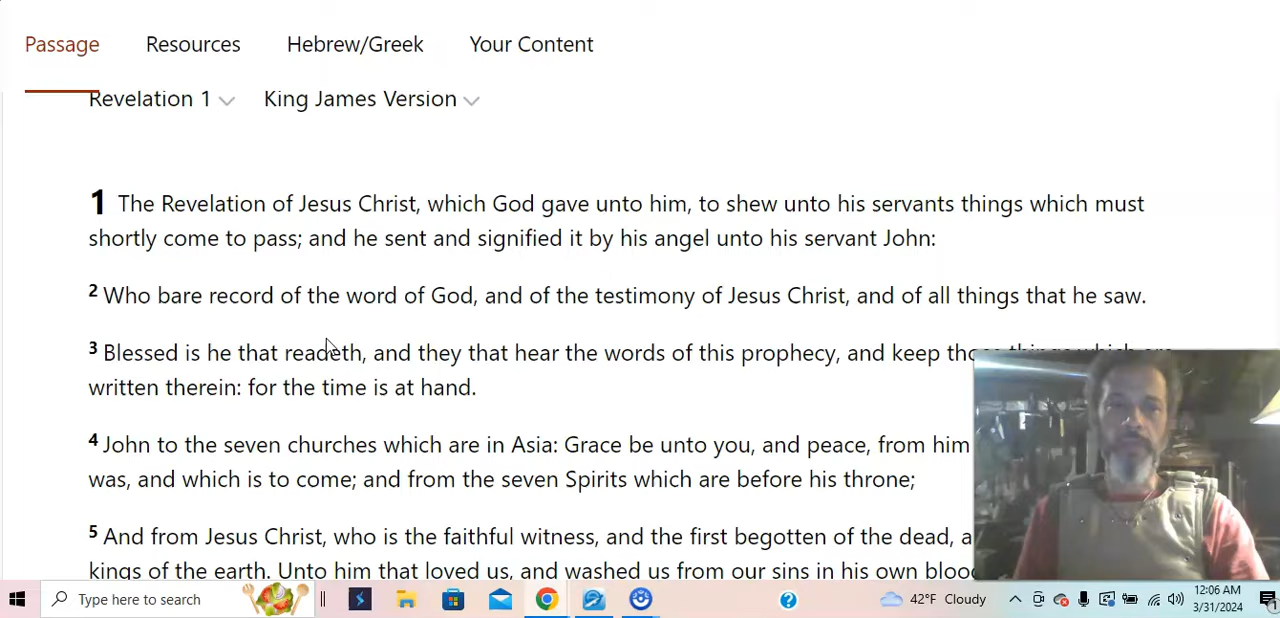 Passage Resources Hebrew/Greek Your Content
Revelation 1 King James Version
1 The Revelation of Jesus Christ, which God gave unto him, to shew unto his servants things which must
shortly come to pass; and he sent and signified it by his angel unto his servant John:
2 Who bare record of the word of God, and of the testimony of Jesus Christ, and of all things that he saw.
3 Blessed is he that readeth, and they that hear the words of this prophecy, and keep those things which are
written therein: for the time is at hand.
4 John to the seven churches which are in Asia: Grace be unto you, and peace, from him
was, and which is to come; and from the seven Spirits which are before his throne;
5 And from Jesus Christ, who is the faithful witness, and the first begotten of the dead, a
kings of the earth. Unto him that loved us, and washed us from our sins in his own blood
Type here to search 42°F Cloudy 12:06 AM
3/31/2024
1